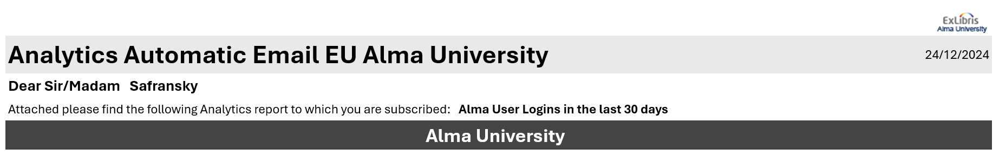 ExLibris
Alma University
Analytics Automatic Email EU Alma University
24/12/2024
Dear Sir/Madam Safransky
Attached please find the following Analytics report to which you are subscribed: Alma User Logins in the last 30 days
Alma University